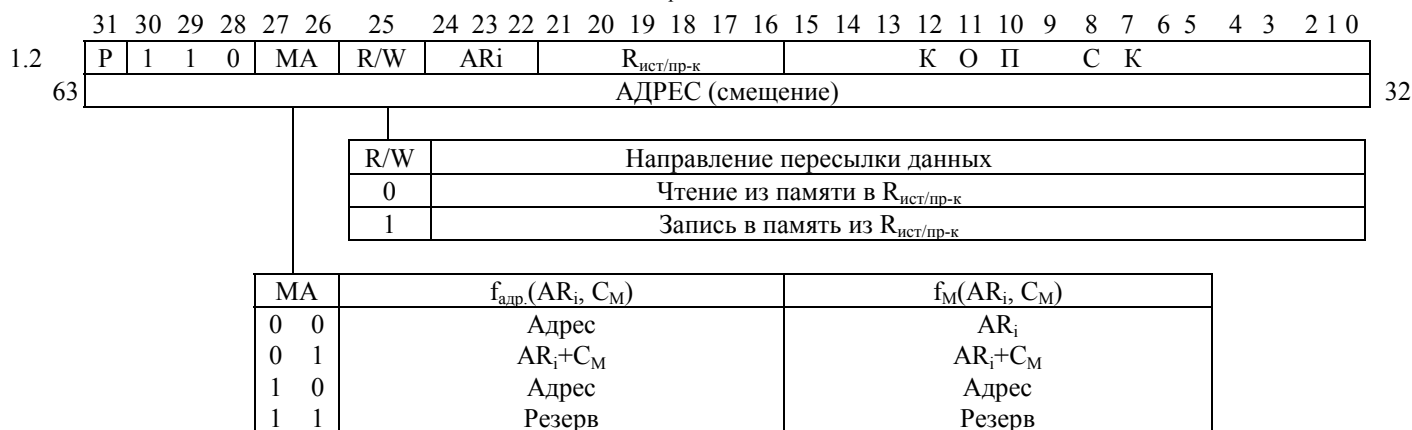 31 30 29 28 27 26 25 24 23 22 21 20 19 18 17 16 15 14 13 12 11 10 9 8 7 6 5 4 3 2 1 0
1.2 P 1 1 0 MA R/W ARi Rист/пр-к К О П С К
63 АДРЕС (смещение) 32
R/W Направление пересылки данных
0 Чтение из памяти в Rист/пр-к
1 Запись в память из Rист/пр-к
MA fадр.(ARi, CM) fM(ARi, CM)
0 0 Адрес ARi
0 1 ARi+CM ARi+CM
1 0 Адрес Адрес
1 1 Резерв Резерв